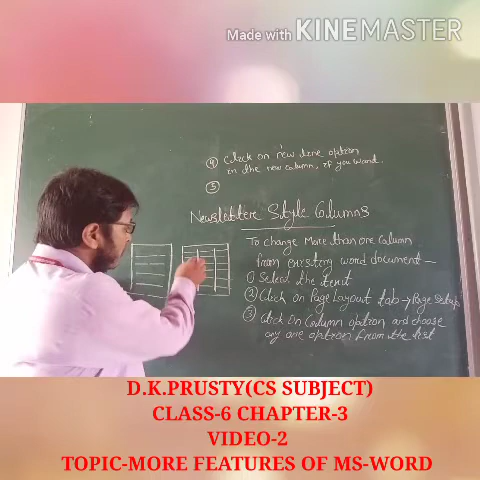 Made with KINEMASTER
④ Click on new line option
in the new column, if you want.
⑤
Newslettere Style Columns
To change More than one Column
from existing word document —
① Select the text
② Click on Page Layout tab → Page Setup
③ Click On Column option and choose
any one option from the list
D.K.PRUSTY(CS SUBJECT)
CLASS-6 CHAPTER-3
VIDEO-2
TOPIC-MORE FEATURES OF MS-WORD